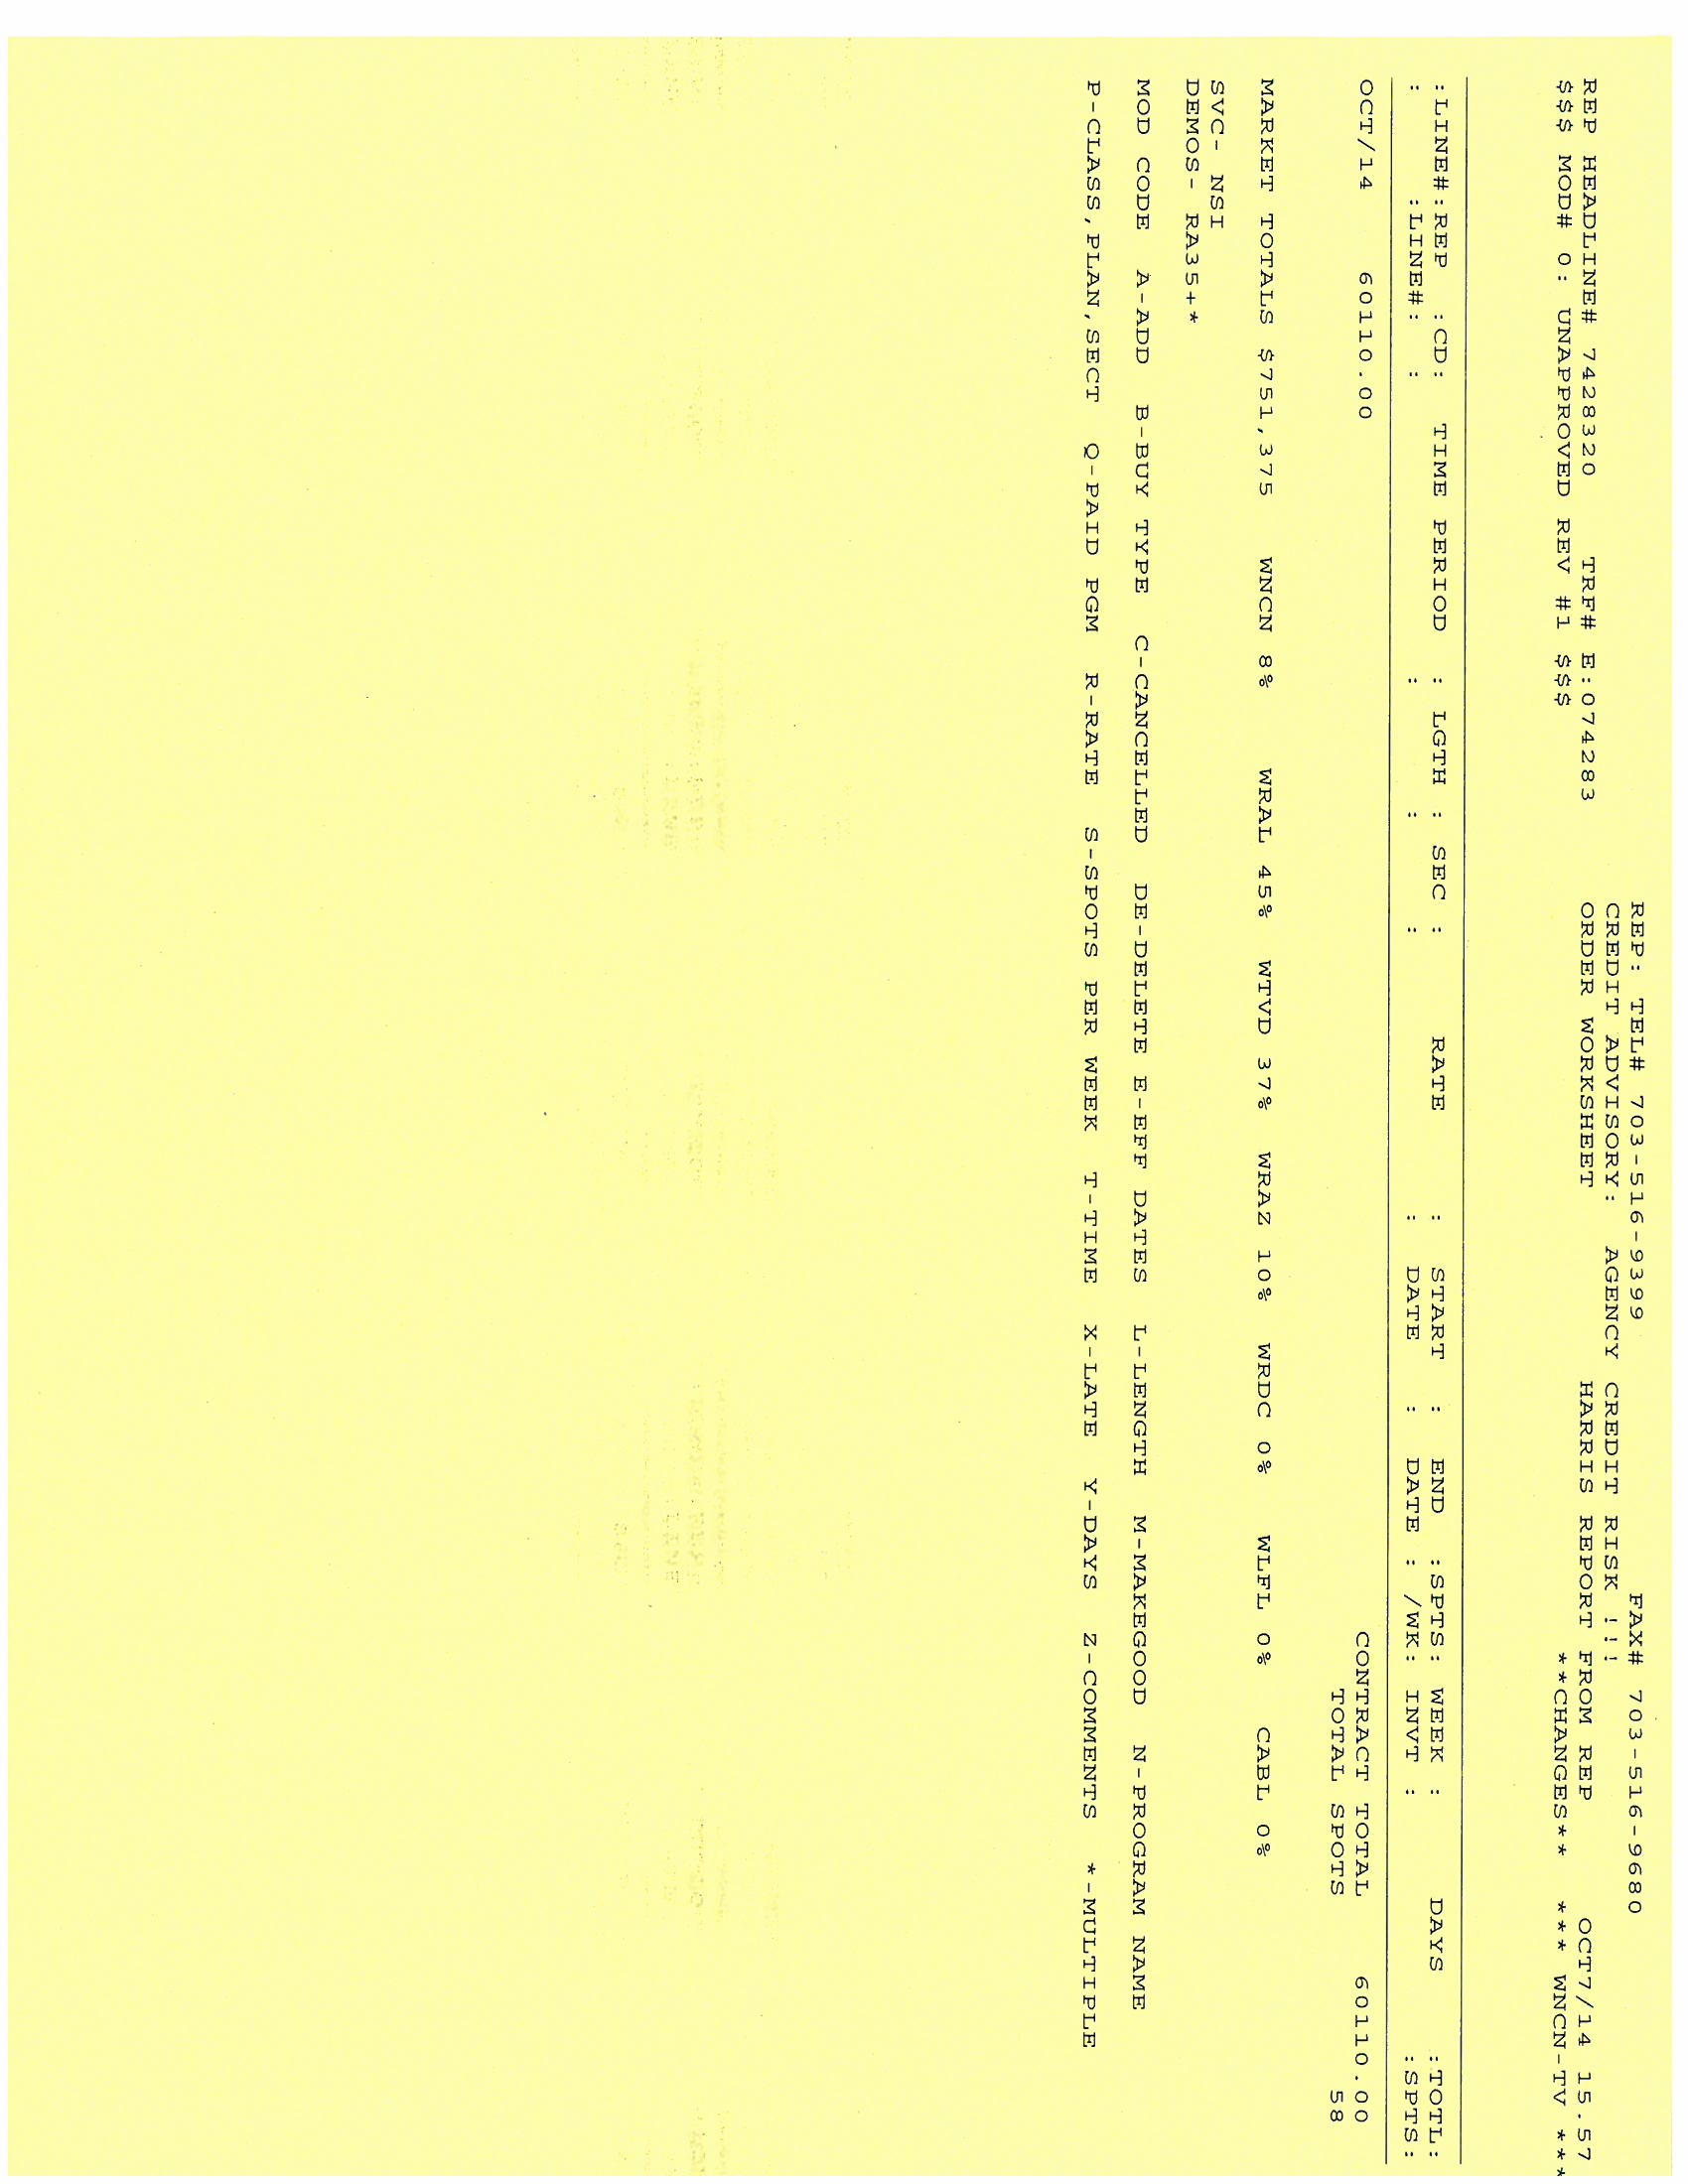 REP: TEL# 703-516-9399 FAX# 703-516-9680
CREDIT ADVISORY: AGENCY CREDIT RISK !!!
REP HEADLINE# 7428320 TRF# E:074283 ORDER WORKSHEET HARRIS REPORT FROM REP OCT7/14 15.57
$$$ MOD# 0: UNAPPROVED REV #1 $$$ **CHANGES** *** WNCN-TV ***
:LINE#:REP :CD: TIME PERIOD : LGTH : SEC : RATE : START : END :SPTS: WEEK : DAYS :TOTL:
: :LINE#: : : : : : DATE : DATE : /WK: INVT : :SPTS:
OCT/14 60110.00 CONTRACT TOTAL 60110.00
TOTAL SPOTS 58
MARKET TOTALS $751,375 WNCN 8% WRAL 45% WTVD 37% WRAZ 10% WRDC 0% WLFL 0% CABL 0%
SVC- NSI
DEMOS- RA35+*
MOD CODE A-ADD B-BUY TYPE C-CANCELLED DE-DELETE E-EFF DATES L-LENGTH M-MAKEGOOD N-PROGRAM NAME
P-CLASS,PLAN,SECT Q-PAID PGM R-RATE S-SPOTS PER WEEK T-TIME X-LATE Y-DAYS Z-COMMENTS *-MULTIPLE